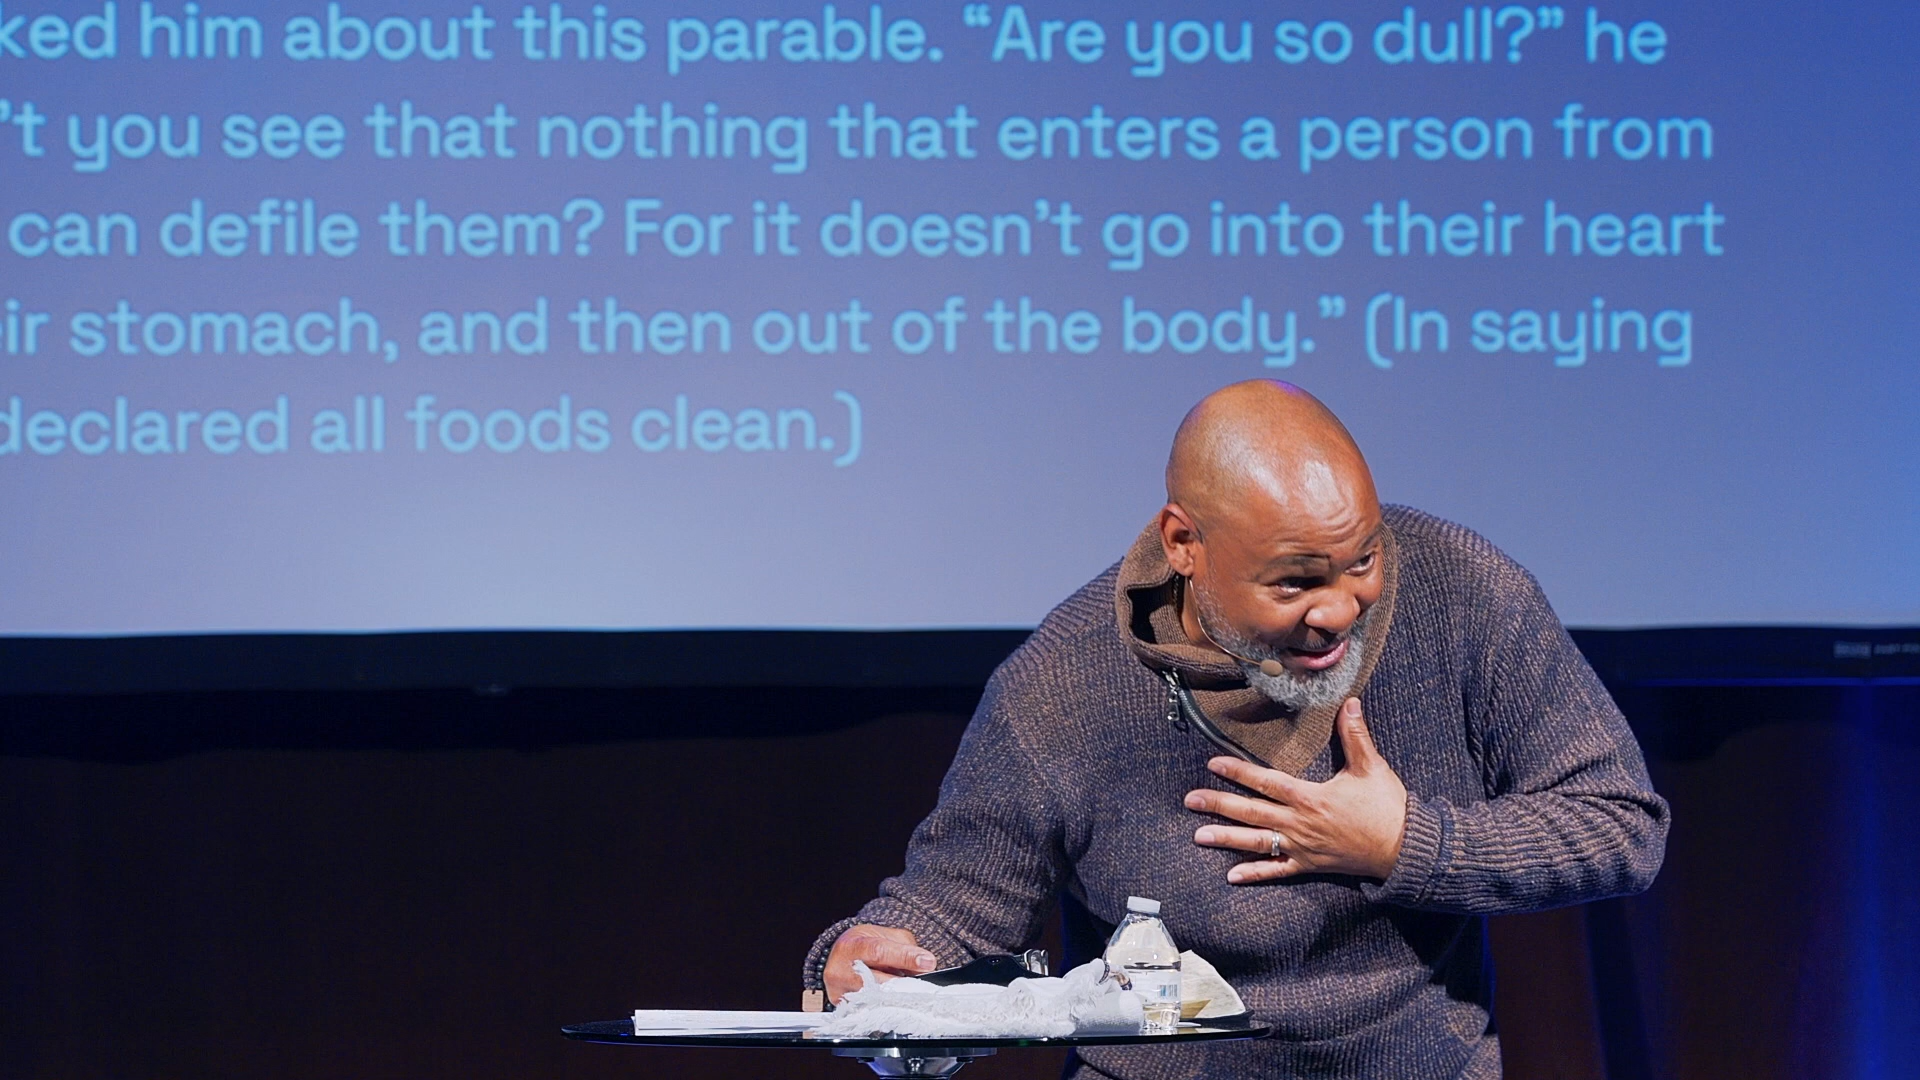 ked him about this parable. “Are you so dull?” he
’t you see that nothing that enters a person from
can defile them? For it doesn’t go into their heart
eir stomach, and then out of the body.” (In saying
declared all foods clean.)